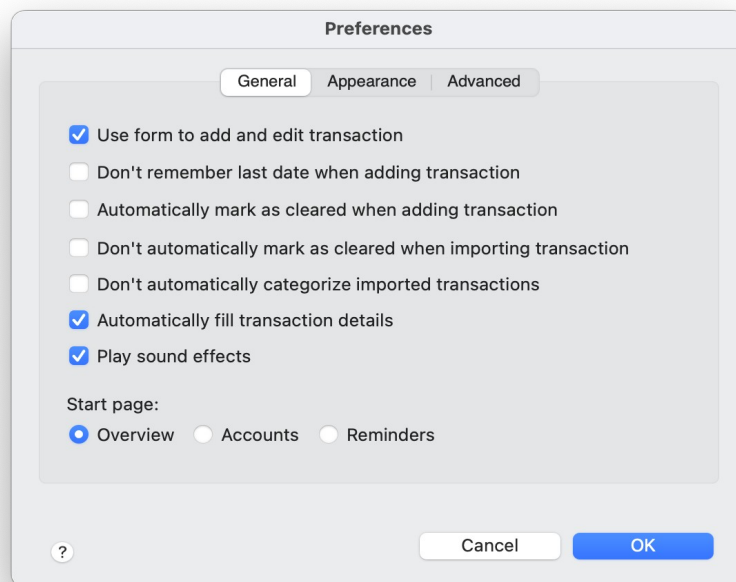 Preferences
General Appearance Advanced
Use form to add and edit transaction
Don't remember last date when adding transaction
Automatically mark as cleared when adding transaction
Don't automatically mark as cleared when importing transaction
Don't automatically categorize imported transactions
Automatically fill transaction details
Play sound effects
Start page:
Overview Accounts Reminders
? Cancel OK